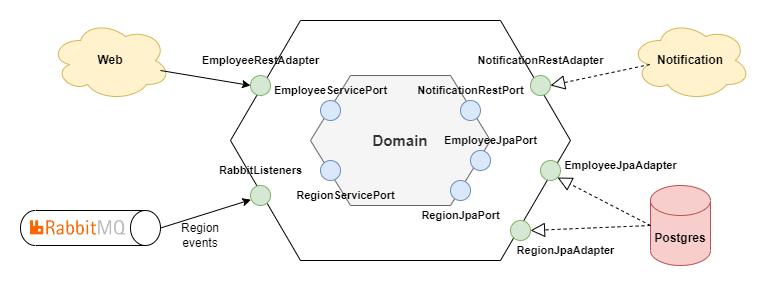 Web
EmployeeRestAdapter
NotificationRestAdapter
Notification
EmployeeServicePort
NotificationRestPort
Domain
EmployeeJpaPort
RabbitListeners
EmployeeJpaAdapter
RegionServicePort
RegionJpaPort
RabbitMQ
Region
events
Postgres
RegionJpaAdapter